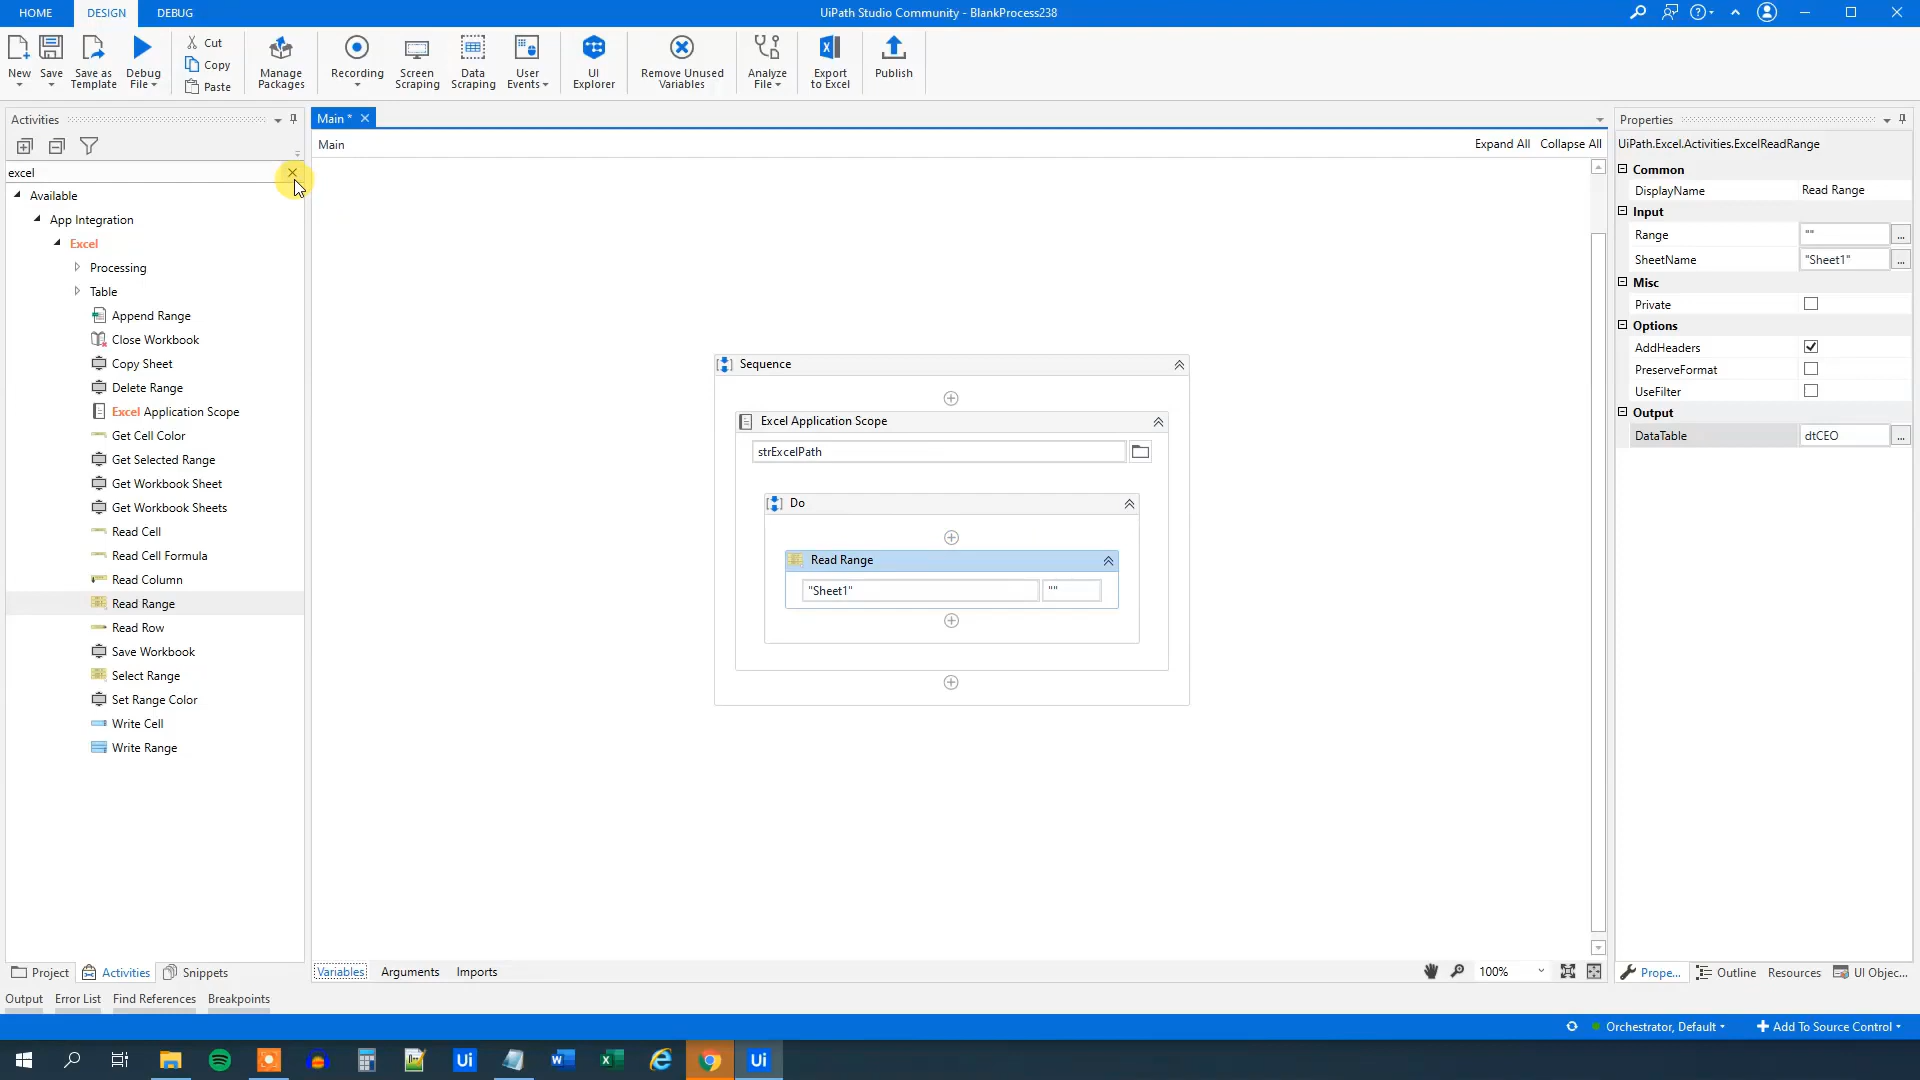 HOME DESIGN DEBUG UiPath Studio Community - BlankProcess238
New Save Save as Template Debug File Cut Copy Paste Manage Packages Recording Screen Scraping Data Scraping User Events UI Explorer Remove Unused Variables Analyze File Export to Excel Publish
Activities
excel
Available
App Integration
Excel
Processing
Table
Append Range
Close Workbook
Copy Sheet
Delete Range
Excel Application Scope
Get Cell Color
Get Selected Range
Get Workbook Sheet
Get Workbook Sheets
Read Cell
Read Cell Formula
Read Column
Read Range
Read Row
Save Workbook
Select Range
Set Range Color
Write Cell
Write Range
Project Activities Snippets
Main *
Main Expand All Collapse All
Sequence
Excel Application Scope
strExcelPath
Do
Read Range
"Sheet1" ""
Variables Arguments Imports 100%
Properties
UiPath.Excel.Activities.ExcelReadRange
Common
DisplayName Read Range
Input
Range ""
SheetName "Sheet1"
Misc
Private
Options
AddHeaders
PreserveFormat
UseFilter
Output
DataTable dtCEO
Prope... Outline Resources UI Objec...
Output Error List Find References Breakpoints
Orchestrator, Default Add To Source Control
Ui Ui